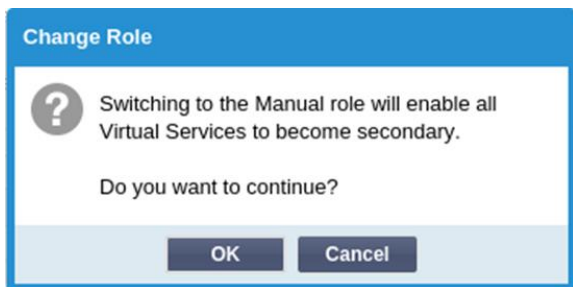 Change Role
Switching to the Manual role will enable all
Virtual Services to become secondary.
Do you want to continue?
OK
Cancel